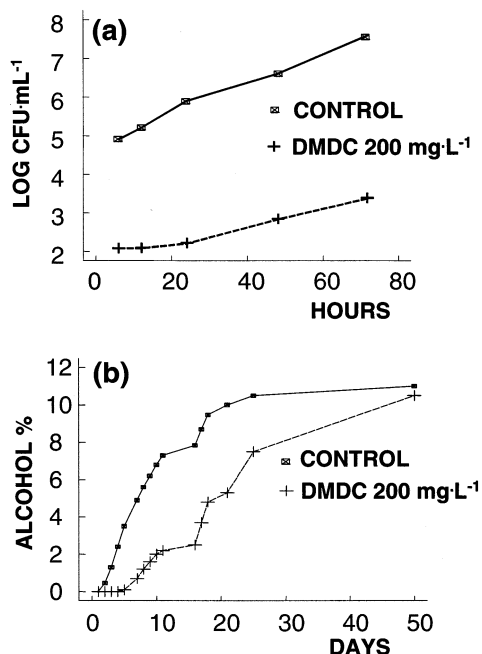 (a)
8
7
6
5
4
3
2
LOG CFU·mL-1
CONTROL
DMDC 200 mg·L-1
0 20 40 60 80
HOURS
(b)
12
10
8
6
4
2
0
ALCOHOL %
CONTROL
DMDC 200 mg·L-1
0 10 20 30 40 50
DAYS